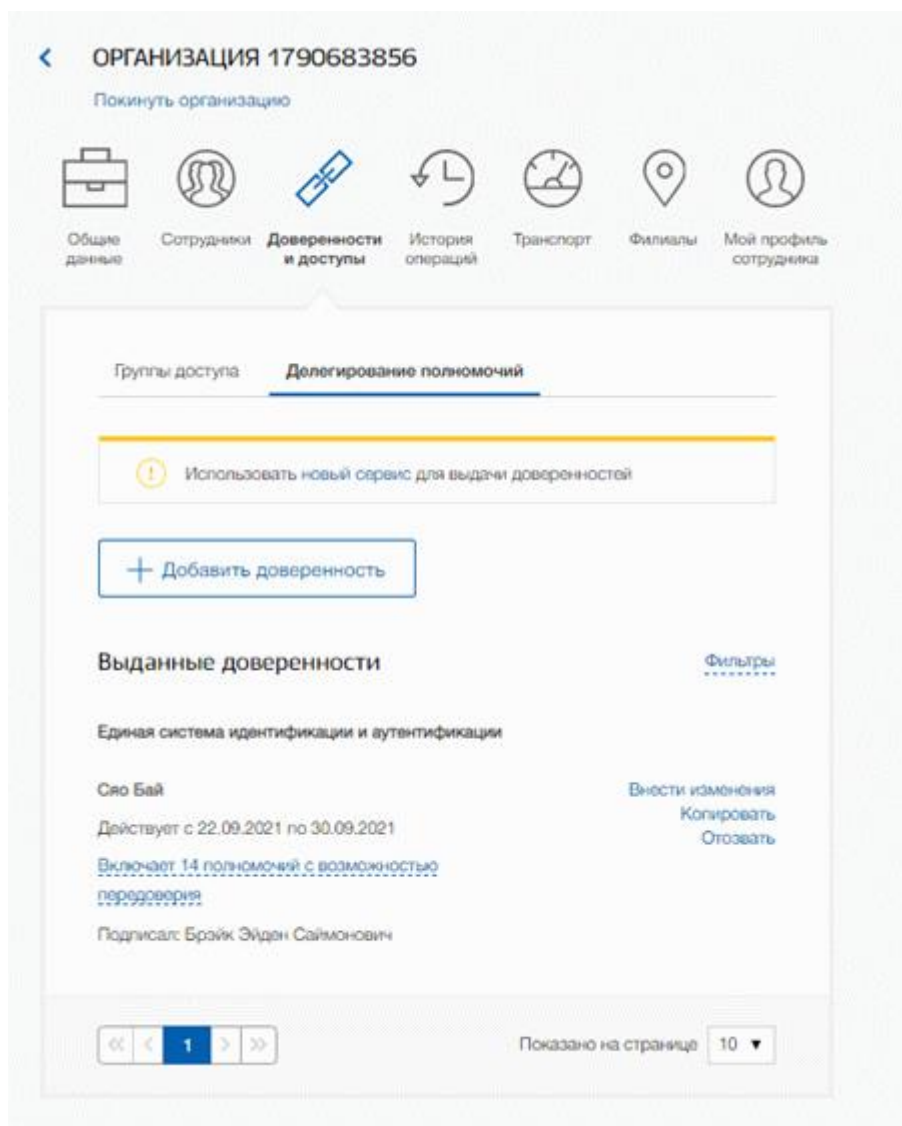 ОРГАНИЗАЦИЯ 1790683856
Покинуть организацию
Общие данные
Сотрудники
Доверенности и доступы
История операций
Транспорт
Филиалы
Мой профиль сотрудника
Группы доступа
Делегирование полномочий
Использовать новый сервис для выдачи доверенностей
+ Добавить доверенность
Выданные доверенности
Фильтры
Единая система идентификации и аутентификации
Сяо Бай
Внести изменения
Действует с 22.09.2021 по 30.09.2021
Копировать
Отозвать
Включает 14 полномочий с возможностью
передоверия
Подписал: Брэйк Эйден Саймонович
« < 1 > »
Показано на странице 10 ▼